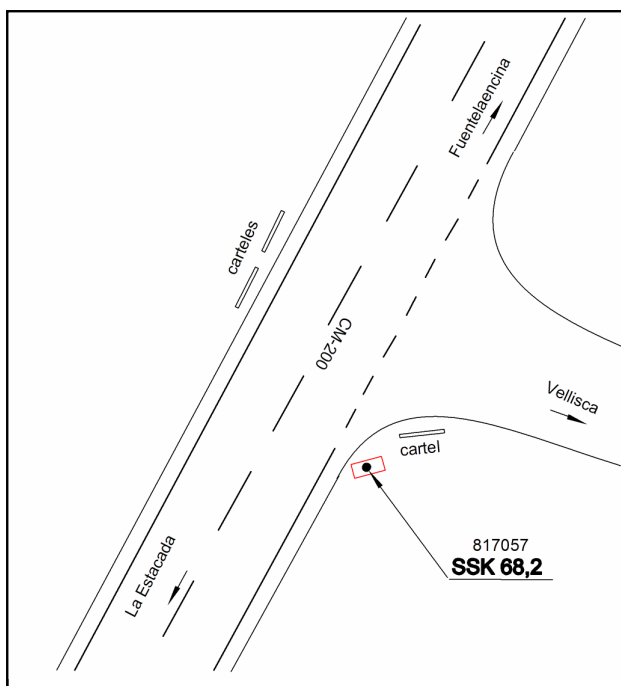 Fuentelaencina
carteles
CM-200
Vellisca
cartel
817057
SSK 68,2
La Estacada